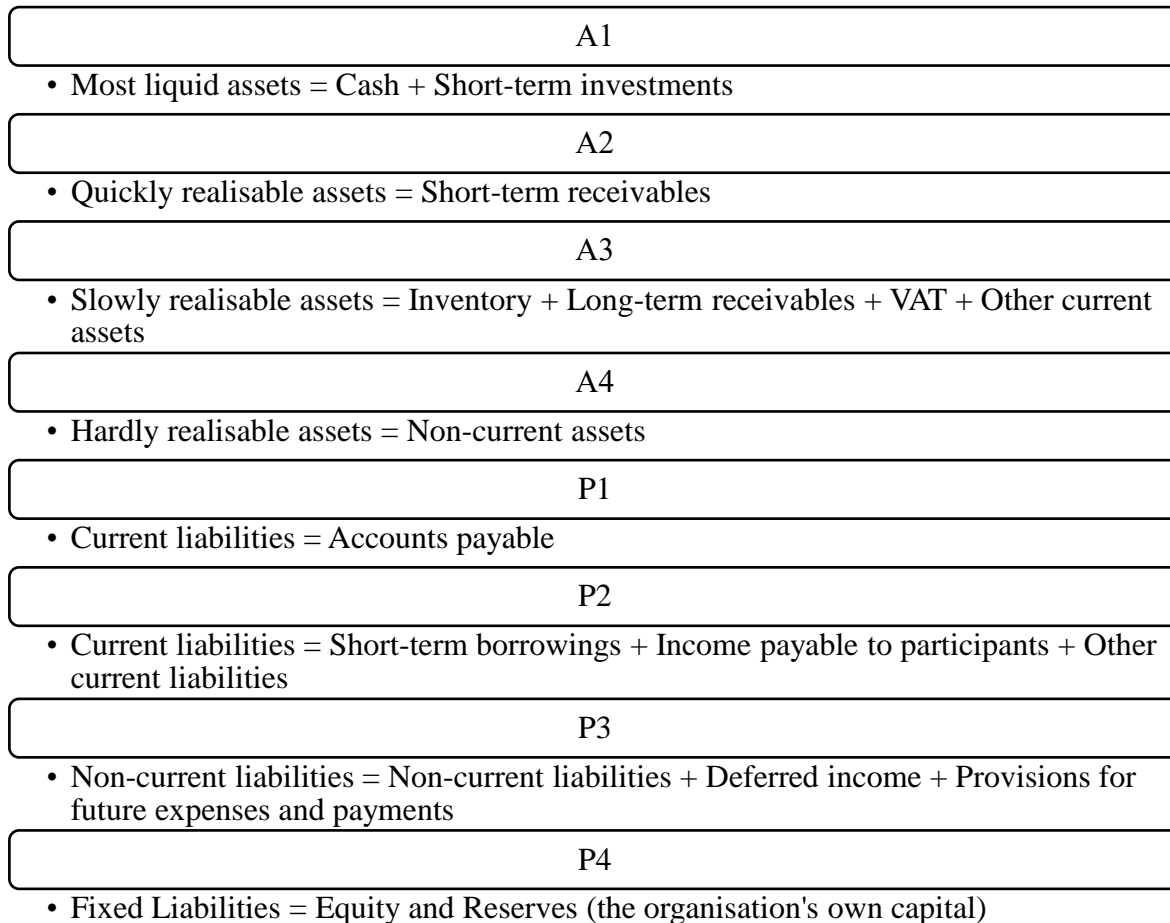 A1
• Most liquid assets = Cash + Short-term investments
A2
• Quickly realisable assets = Short-term receivables
A3
• Slowly realisable assets = Inventory + Long-term receivables + VAT + Other current
assets
A4
• Hardly realisable assets = Non-current assets
P1
• Current liabilities = Accounts payable
P2
• Current liabilities = Short-term borrowings + Income payable to participants + Other
current liabilities
P3
• Non-current liabilities = Non-current liabilities + Deferred income + Provisions for
future expenses and payments
P4
• Fixed Liabilities = Equity and Reserves (the organisation's own capital)